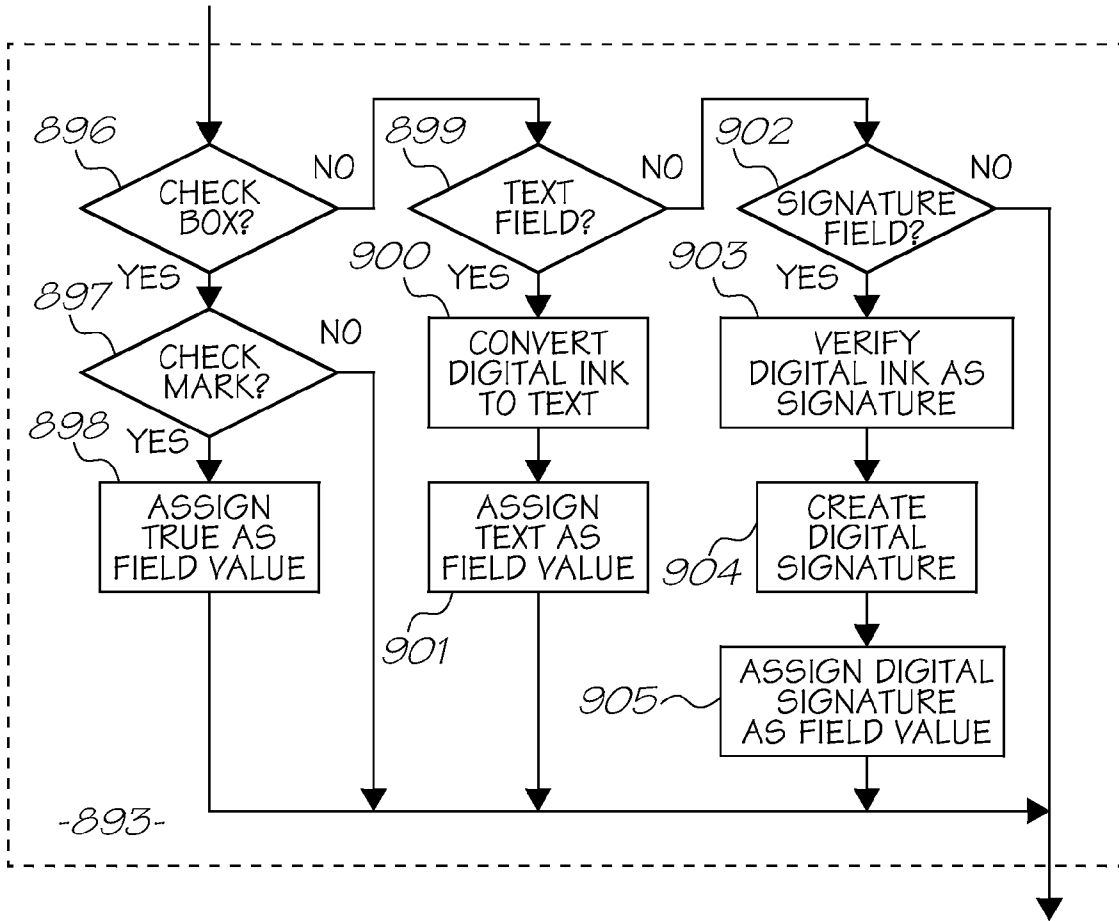 896
CHECK
BOX?
NO
YES
899
TEXT
FIELD?
NO
YES
902
SIGNATURE
FIELD?
NO
YES
897
CHECK
MARK?
NO
YES
900
CONVERT
DIGITAL INK
TO TEXT
903
VERIFY
DIGITAL INK AS
SIGNATURE
898
ASSIGN
TRUE AS
FIELD VALUE
ASSIGN
TEXT AS
FIELD VALUE
901
CREATE
DIGITAL
SIGNATURE
904
ASSIGN DIGITAL
SIGNATURE
AS FIELD VALUE
905
-893-